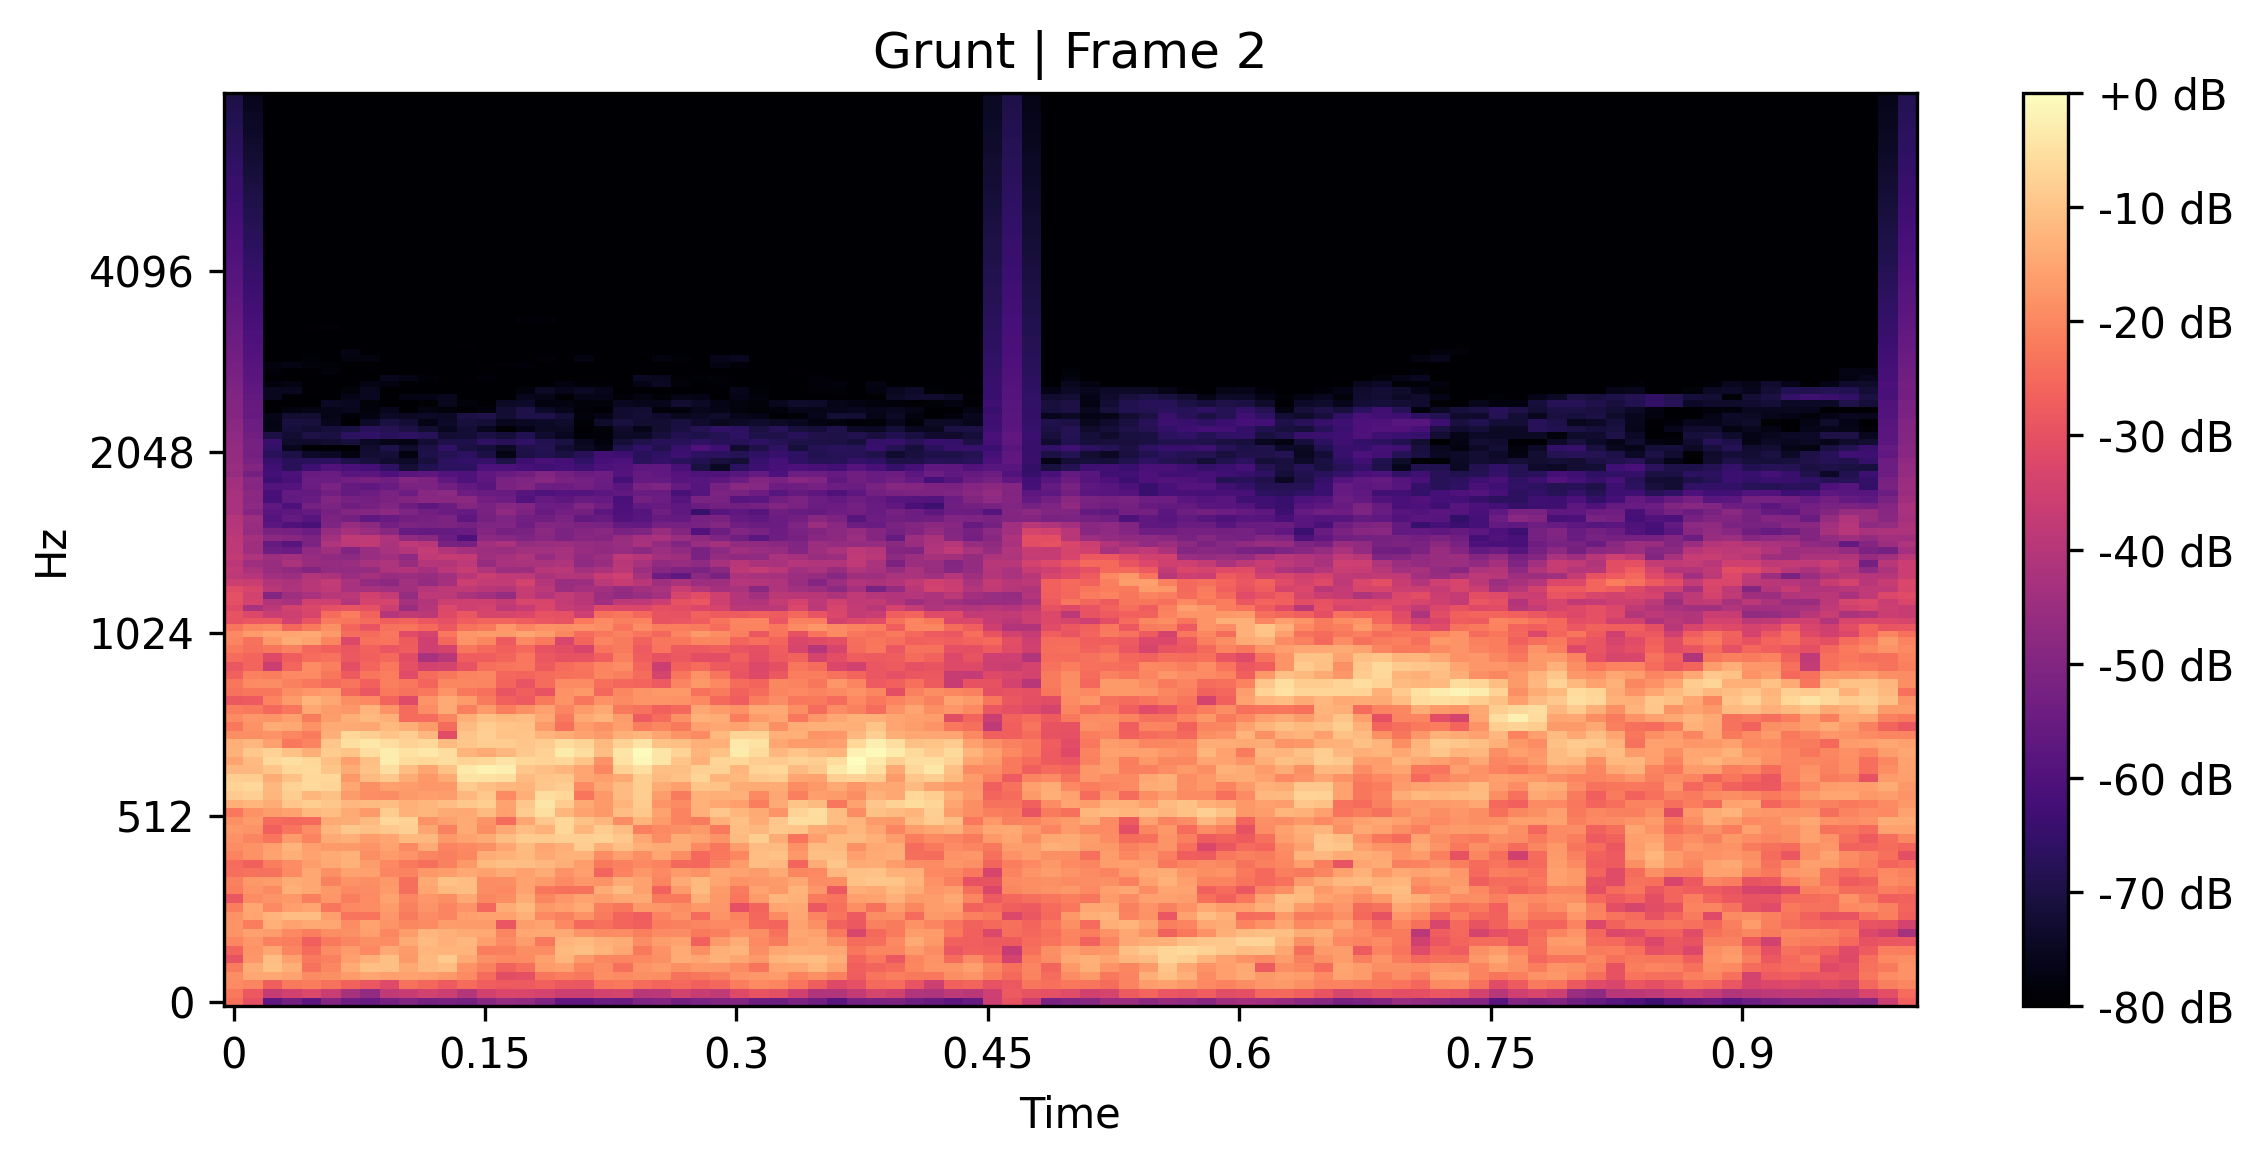 Grunt | Frame 2
Hz
4096
2048
1024
512
0
0 0.15 0.3 0.45 0.6 0.75 0.9
Time
+0 dB
-10 dB
-20 dB
-30 dB
-40 dB
-50 dB
-60 dB
-70 dB
-80 dB